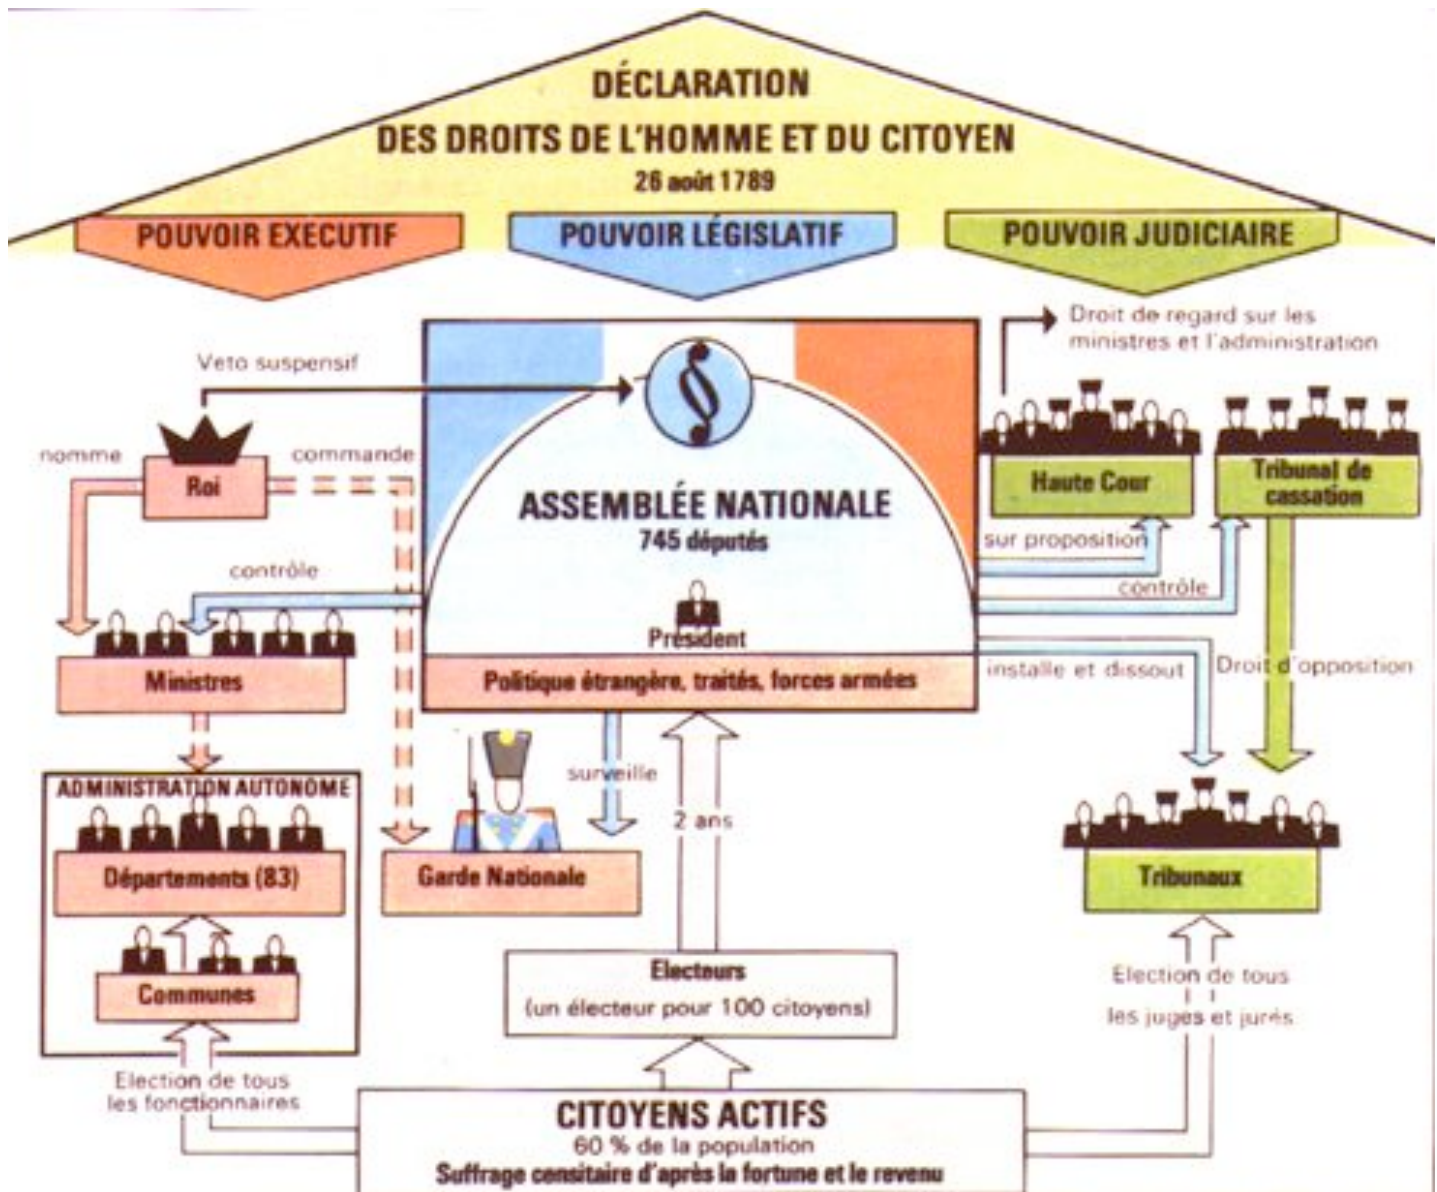 DÉCLARATION
DES DROITS DE L'HOMME ET DU CITOYEN
26 août 1789
POUVOIR EXECUTIF
POUVOIR LÉGISLATIF
POUVOIR JUDICIAIRE
Droit de regard sur les
ministres et l'administration
Veto suspensif
nomme
commande
Roi
§
ASSEMBLÉE NATIONALE
745 députés
Président
Politique étrangère, traités, forces armées
Haute Cour
Tribunal de
cassation
sur proposition
contrôle
contrôle
installe et dissout
Droit d'opposition
Ministres
ADMINISTRATION AUTONOME
Départements (83)
Communes
surveille
Garde Nationale
2 ans
Tribunaux
Electeurs
(un électeur pour 100 citoyens)
Election de tous
les juges et jurés
Election de tous
les fonctionnaires
CITOYENS ACTIFS
60 % de la population
Suffrage censitaire d'après la fortune et le revenu